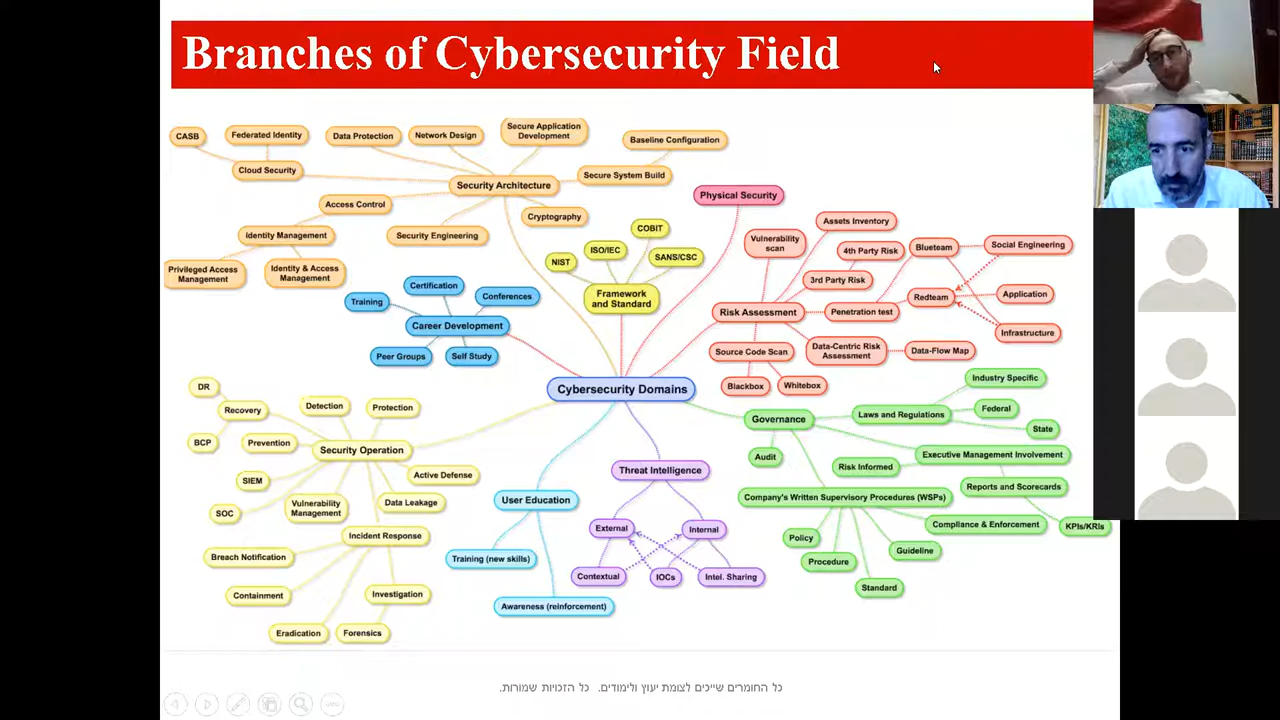 Branches of Cybersecurity Field
CASB
Federated Identity
Data Protection
Network Design
Secure Application
Development
Baseline Configuration
Cloud Security
Security Architecture
Secure System Build
Access Control
Cryptography
Identity Management
Security Engineering
Privileged Access
Management
Identity & Access
Management
Physical Security
NIST
ISO/IEC
COBIT
SANS/CSC
Framework
and Standard
Certification
Training
Conferences
Career Development
Peer Groups
Self Study
Assets Inventory
Vulnerability
scan
4th Party Risk
Blueteam
Social Engineering
3rd Party Risk
Redteam
Application
Risk Assessment
Penetration test
Infrastructure
Source Code Scan
Data-Centric Risk
Assessment
Data-Flow Map
Blackbox
Whitebox
Cybersecurity Domains
DR
Recovery
Detection
Protection
BCP
Prevention
Security Operation
SIEM
Active Defense
SOC
Vulnerability
Management
Data Leakage
Incident Response
Breach Notification
Containment
Investigation
Eradication
Forensics
User Education
Training (new skills)
Awareness (reinforcement)
Threat Intelligence
External
Internal
Contextual
IOCs
Intel. Sharing
Industry Specific
Governance
Laws and Regulations
Federal
State
Audit
Executive Management Involvement
Risk Informed
Reports and Scorecards
Company's Written Supervisory Procedures (WSPs)
KPIs/KRIs
Compliance & Enforcement
Policy
Procedure
Guideline
Standard
כל החומרים שייכים לצומת יעוץ ולימודים. כל הזכויות שמורות.